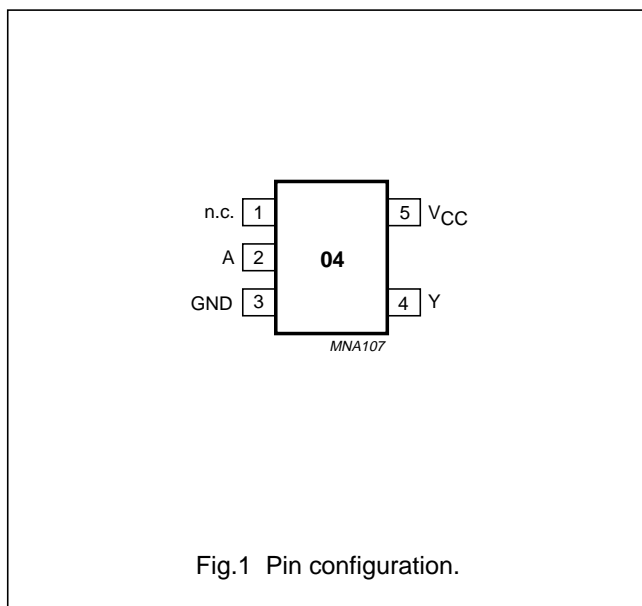 n.c. 1 5 VCC
A 2 04
GND 3 4 Y
MNA107
Fig.1 Pin configuration.